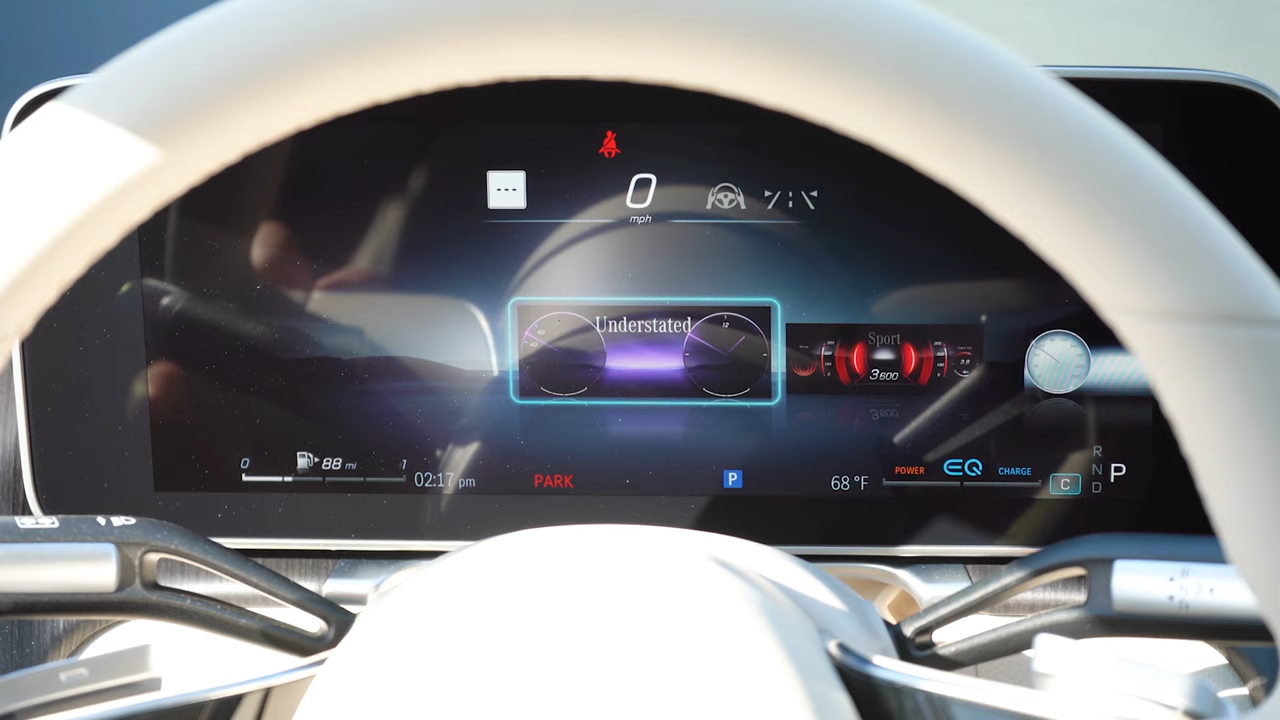 ---
0
mph
Understated
Sport
3600
0 88 mi 1
02:17 pm
PARK
P
68 °F
POWER EQ CHARGE
C
R
N
D
P